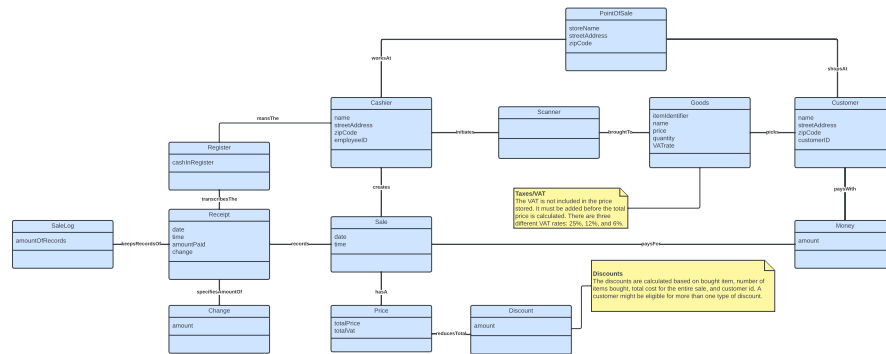 PointOfSale
storeName
streetAddress
zipCode
worksAt
shopsAt
Cashier
name
streetAddress
zipCode
employeeID
Scanner
Goods
itemIdentifier
name
price
quantity
VATrate
Customer
name
streetAddress
zipCode
customerID
mansThe
initiates
broughtTo
picks
Register
cashInRegister
transcribesThe
creates
paysWith
Taxes/VAT
The VAT is not included in the price
stored. It must be added before the total
price is calculated. There are three
different VAT rates: 25%, 12%, and 6%.
SaleLog
amountOfRecords
keepsRecordsOf
Receipt
date
time
amountPaid
change
records
Sale
date
time
paysFor
Money
amount
specifiesAmountOf
hasA
Discounts
The discounts are calculated based on bought item, number of
items bought, total cost for the entire sale, and customer id. A
customer might be eligible for more than one type of discount.
Change
amount
Price
totalPrice
totalVat
reducesTotal
Discount
amount